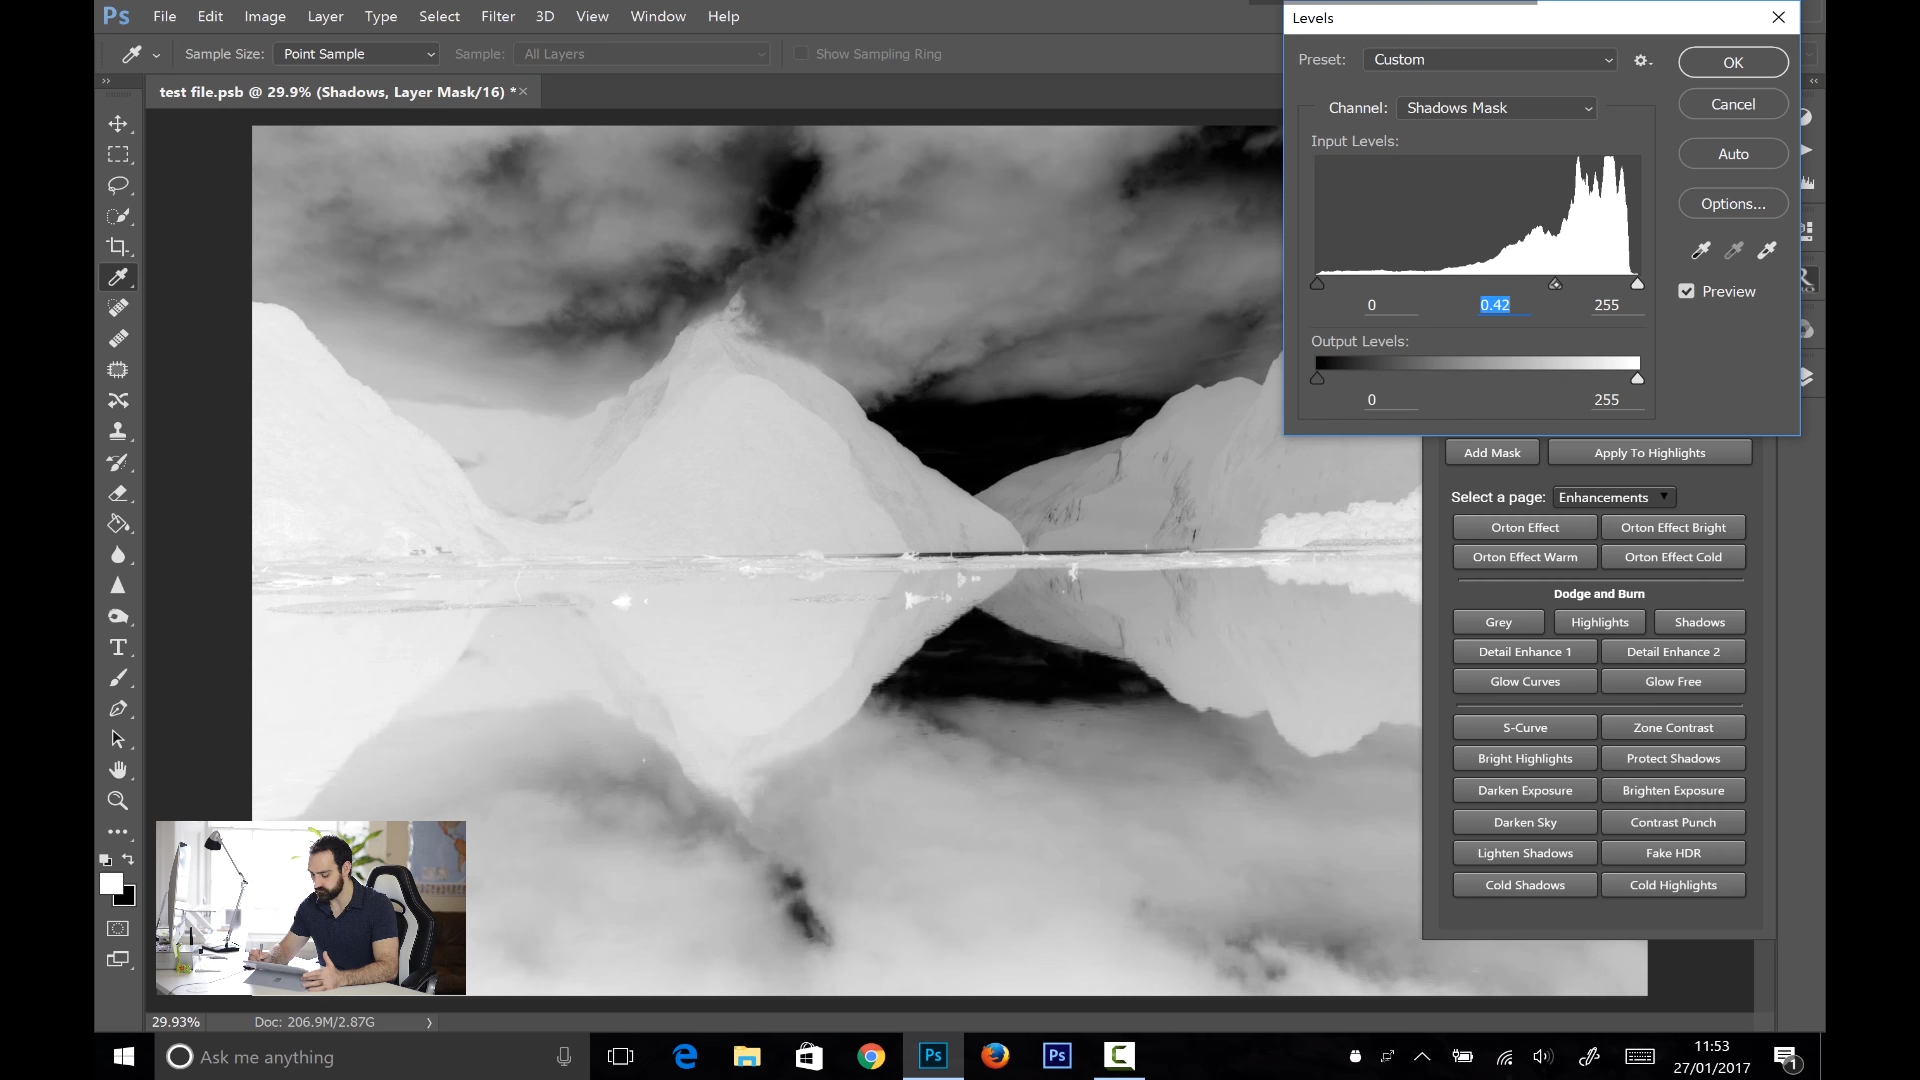 Ps File Edit Image Layer Type Select Filter 3D View Window Help
Sample Size: Point Sample Sample: All Layers Show Sampling Ring
test file.psb @ 29.9% (Shadows, Layer Mask/16) *
Levels
Preset: Custom
OK
Channel: Shadows Mask
Cancel
Input Levels:
Auto
Options...
Preview
0 0.42 255
Output Levels:
0 255
Add Mask Apply To Highlights
Select a page: Enhancements
Orton Effect Orton Effect Bright
Orton Effect Warm Orton Effect Cold
Dodge and Burn
Grey Highlights Shadows
Detail Enhance 1 Detail Enhance 2
Glow Curves Glow Free
S-Curve Zone Contrast
Bright Highlights Protect Shadows
Darken Exposure Brighten Exposure
Darken Sky Contrast Punch
Lighten Shadows Fake HDR
Cold Shadows Cold Highlights
29.93% Doc: 206.9M/2.87G
Ask me anything
Ps Ps
11:53
27/01/2017
1